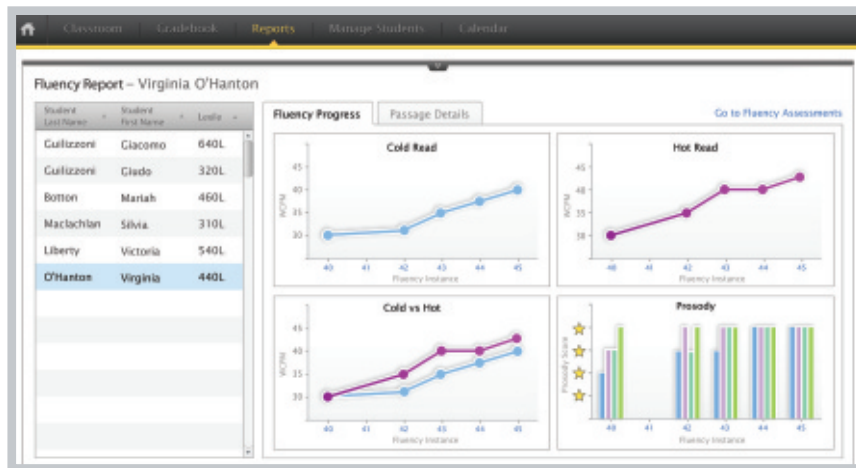 Classroom Gradebook Reports Manage Students Calendar
Fluency Report – Virginia O'Hanton
Student Last Name Student First Name Lexile
Guilizzoni Giacomo 640L
Guilizzoni Giudo 320L
Botton Mariah 460L
Maclachlan Silvia 310L
Liberty Victoria 540L
O'Hanton Virginia 440L
Fluency Progress Passage Details Go to Fluency Assessments
Cold Read
WCPM
45
40
35
30
40 41 42 43 44 45
Fluency Instance
Hot Read
WCPM
45
40
35
30
40 41 42 43 44 45
Fluency Instance
Cold vs Hot
WCPM
45
40
35
30
40 41 42 43 44 45
Fluency Instance
Prosody
Prosody Score
40 41 42 43 44 45
Fluency Instance